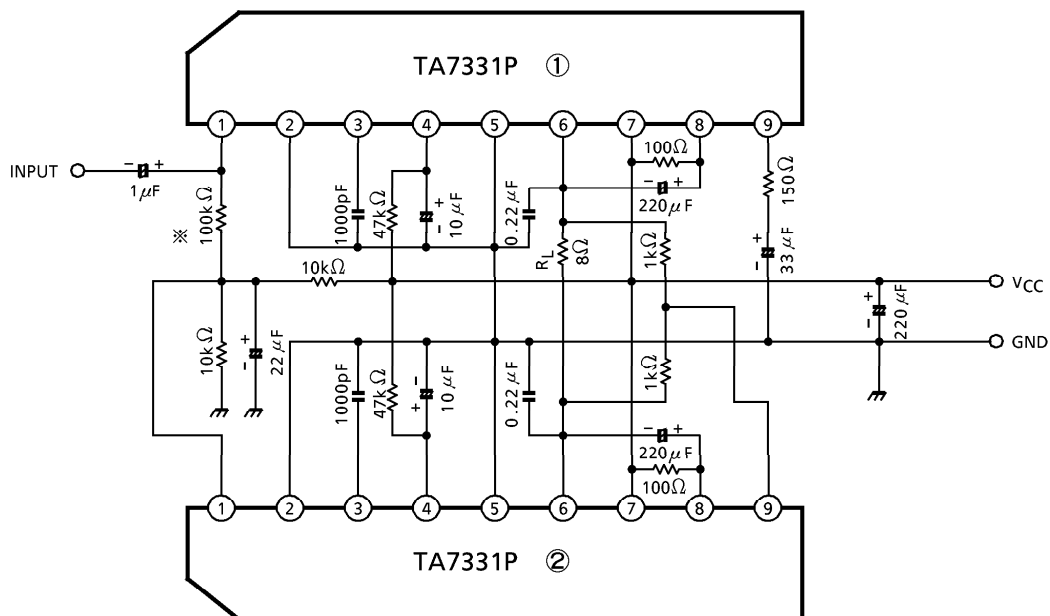 TA7331P ①
1 2 3 4 5 6 7 8 9
INPUT
− +
1μF
※ 100kΩ
1000pF
47kΩ
+ − 10μF
0.22μF
100Ω
− +
220μF
150Ω
RL 8Ω
1kΩ
+ − 33μF
10kΩ
VCC
10kΩ
+ − 22μF
+ − 220μF
GND
1000pF
47kΩ
− + 10μF
0.22μF
1kΩ
− +
220μF
100Ω
1 2 3 4 5 6 7 8 9
TA7331P ②